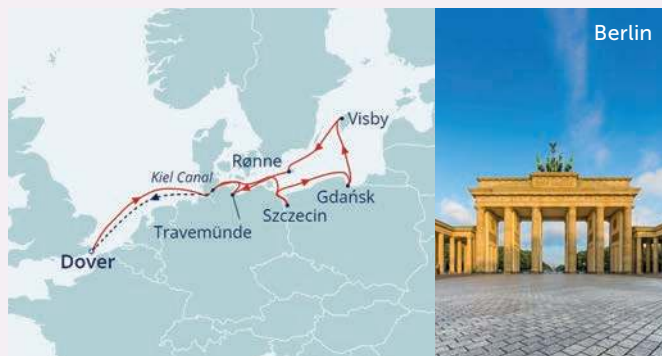 Berlin
Visby
Rønne
Kiel Canal
Gdańsk
Szczecin
Travemünde
Dover